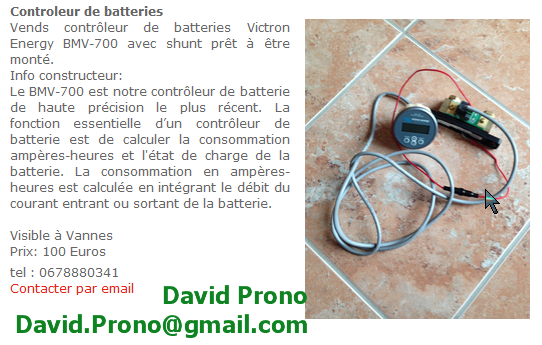 Controleur de batteries
Vends contrôleur de batteries Victron
Energy BMV-700 avec shunt prêt à être
monté.
Info constructeur:
Le BMV-700 est notre contrôleur de batterie
de haute précision le plus récent. La
fonction essentielle d’un contrôleur de
batterie est de calculer la consommation
ampères-heures et l'état de charge de la
batterie. La consommation en ampères-
heures est calculée en intégrant le débit du
courant entrant ou sortant de la batterie.
Visible à Vannes
Prix: 100 Euros
tel : 0678880341
Contacter par email
David Prono
David.Prono@gmail.com